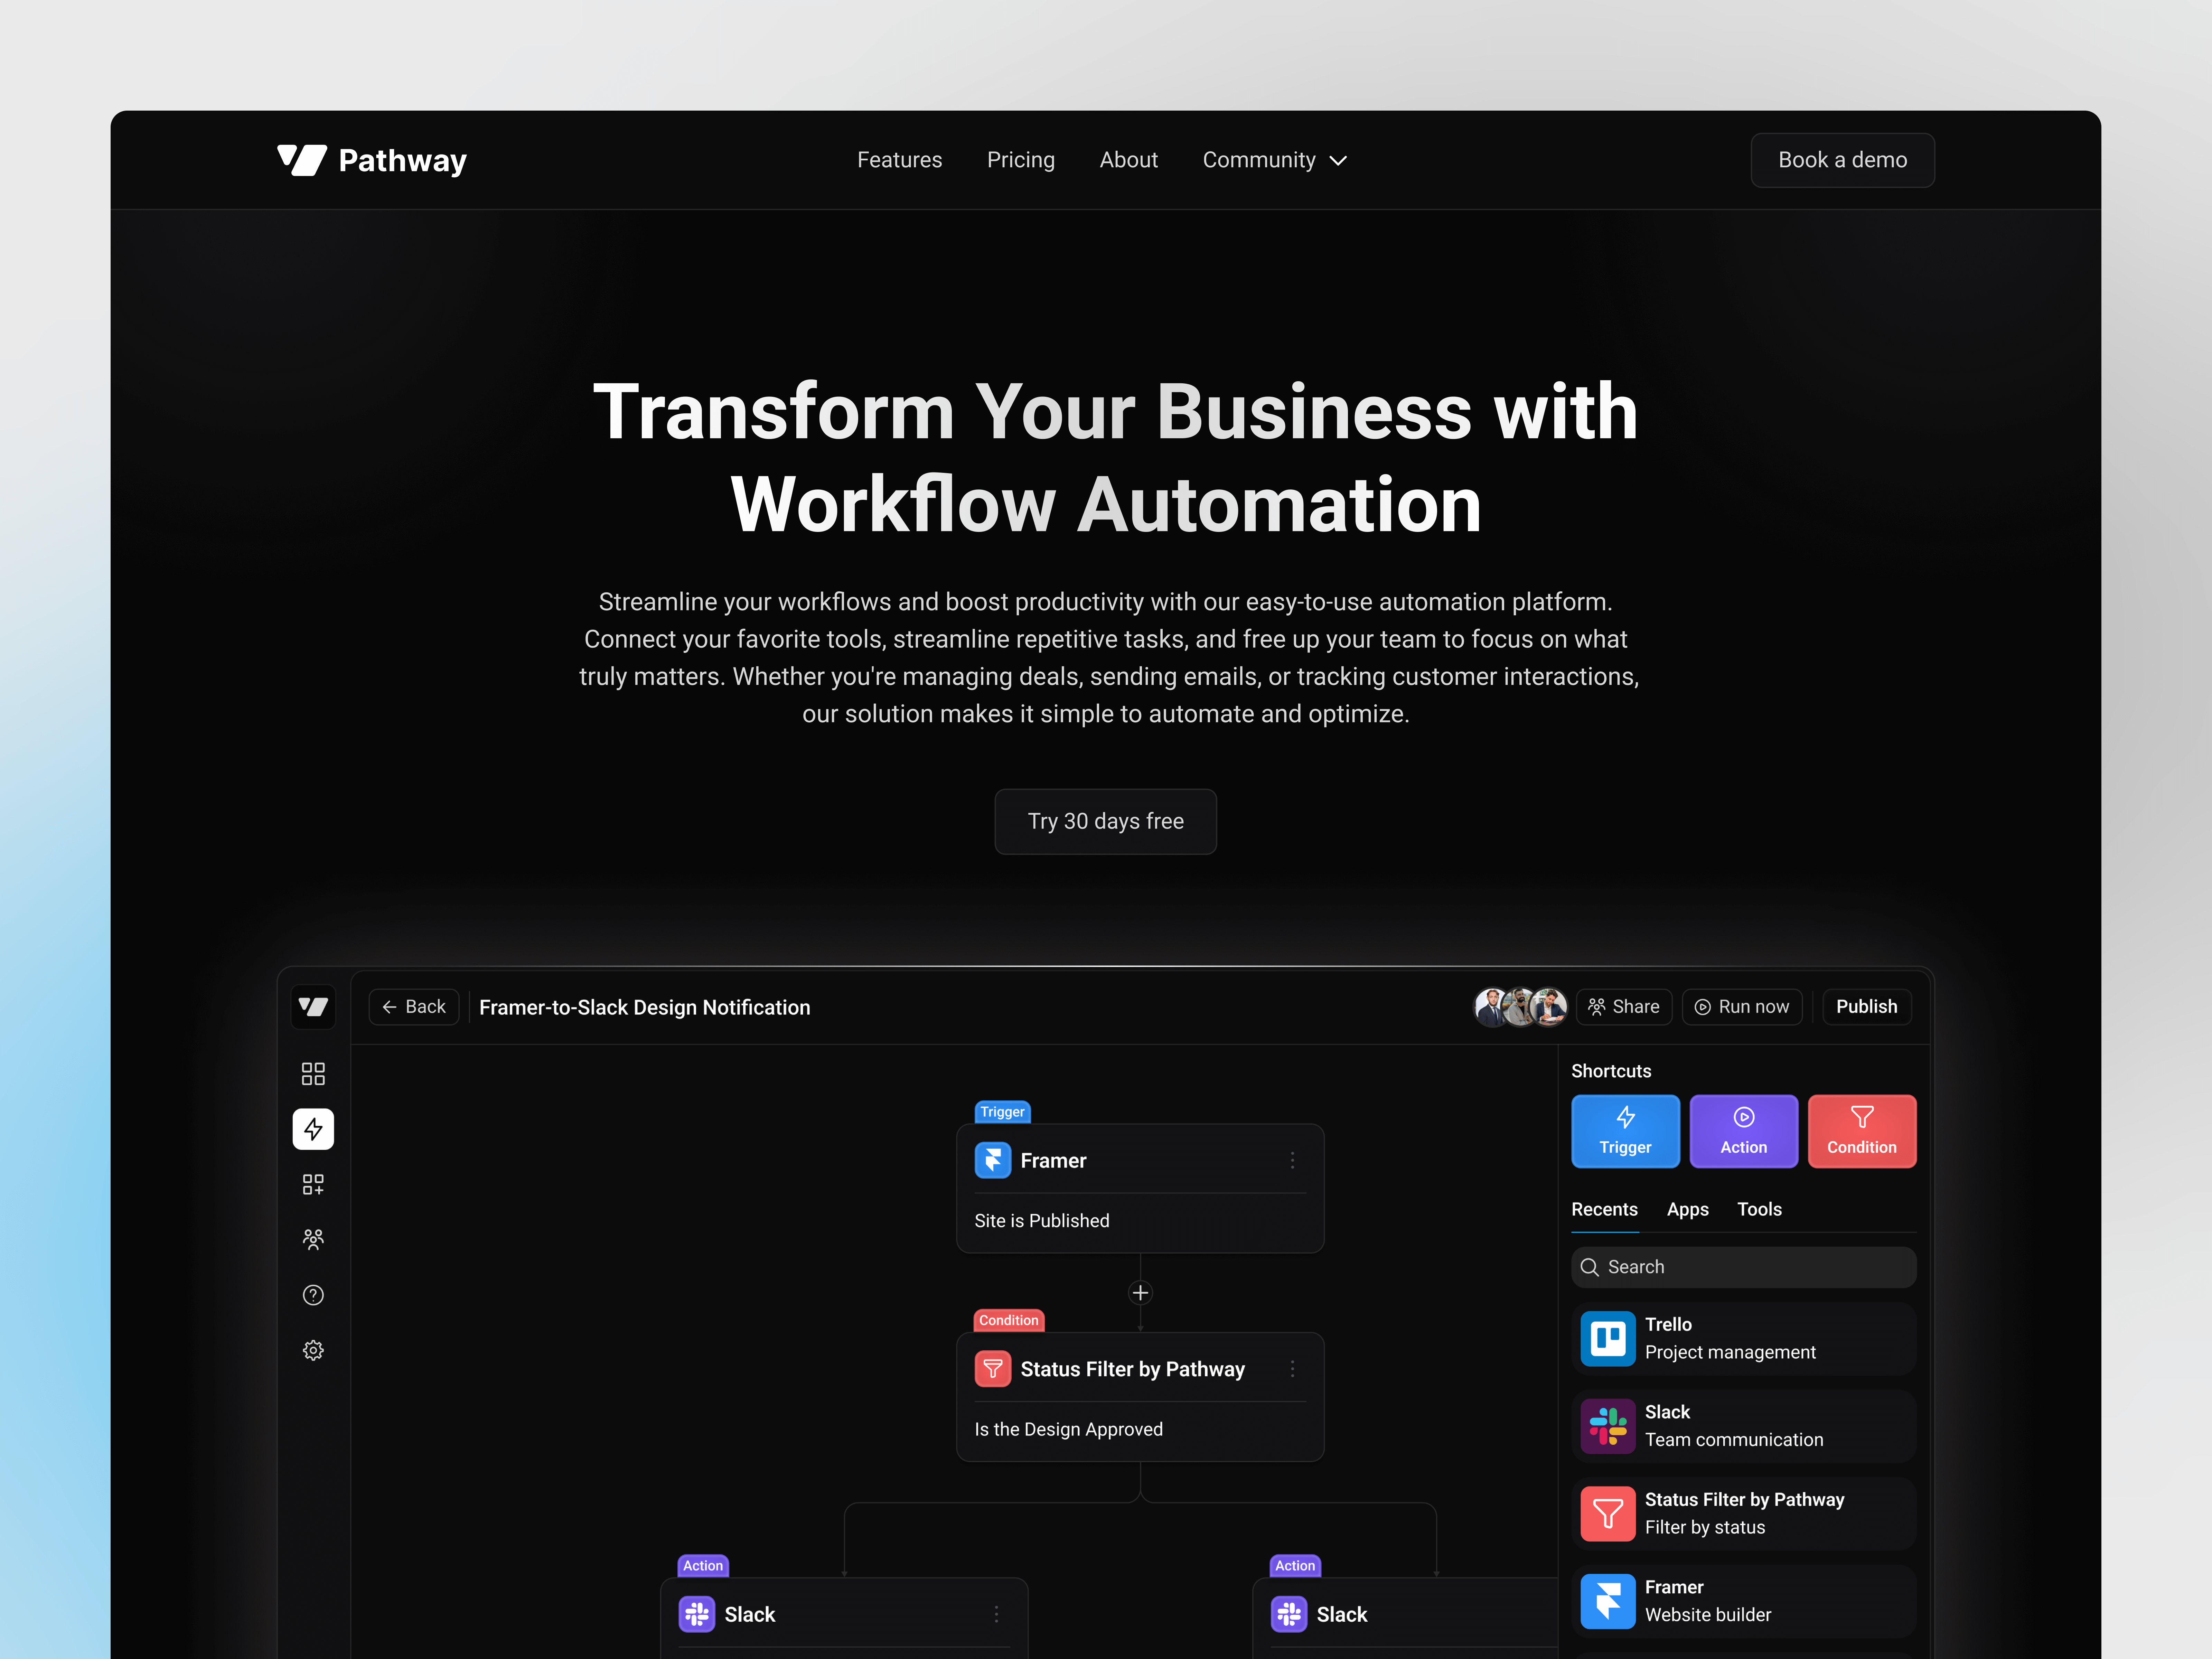 Pathway
Features
Pricing
About
Community
Book a demo
Transform Your Business with
Workflow Automation
Streamline your workflows and boost productivity with our easy-to-use automation platform.
Connect your favorite tools, streamline repetitive tasks, and free up your team to focus on what
truly matters. Whether you're managing deals, sending emails, or tracking customer interactions,
our solution makes it simple to automate and optimize.
Try 30 days free
Back
Framer-to-Slack Design Notification
Share
Run now
Publish
Trigger
Framer
Site is Published
Condition
Status Filter by Pathway
Is the Design Approved
Action
Slack
Action
Slack
Shortcuts
Trigger
Action
Condition
Recents
Apps
Tools
Search
Trello
Project management
Slack
Team communication
Status Filter by Pathway
Filter by status
Framer
Website builder